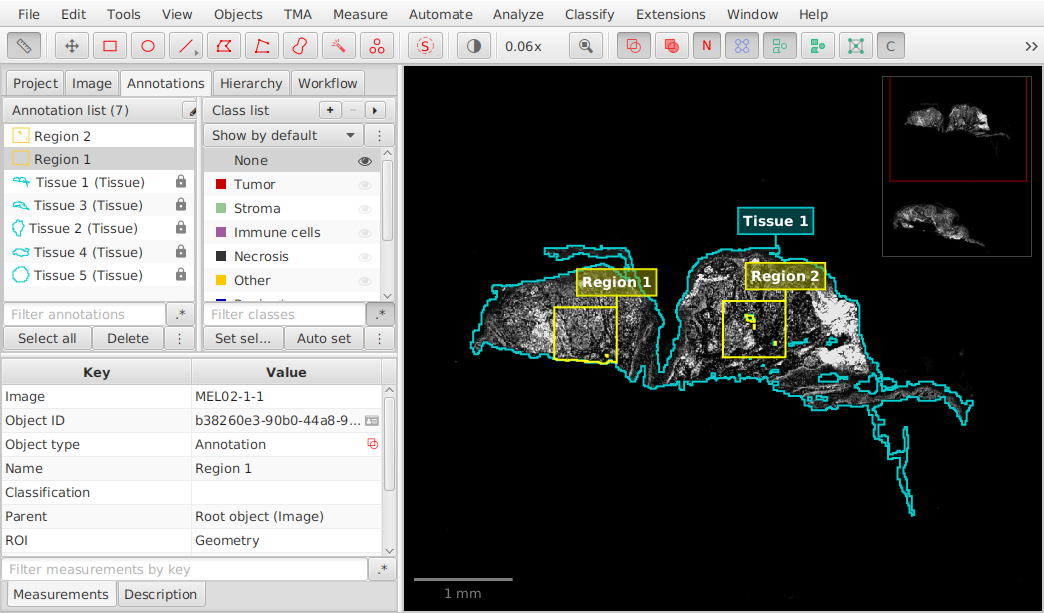 File Edit Tools View Objects TMA Measure Automate Analyze Classify Extensions Window Help
S 0.06x N C »
Project Image Annotations Hierarchy Workflow
Annotation list (7)
Class list + - 
Show by default
Region 2
Region 1
Tissue 1 (Tissue)
Tissue 3 (Tissue)
Tissue 2 (Tissue)
Tissue 4 (Tissue)
Tissue 5 (Tissue)
None
Tumor
Stroma
Immune cells
Necrosis
Other
Filter annotations .*
Filter classes .*
Select all Delete
Set sel... Auto set
Key Value
Image MEL02-1-1
Object ID b38260e3-90b0-44a8-9...
Object type Annotation
Name Region 1
Classification
Parent Root object (Image)
ROI Geometry
Filter measurements by key .*
Measurements Description
Tissue 1
Region 1
Region 2
1 mm